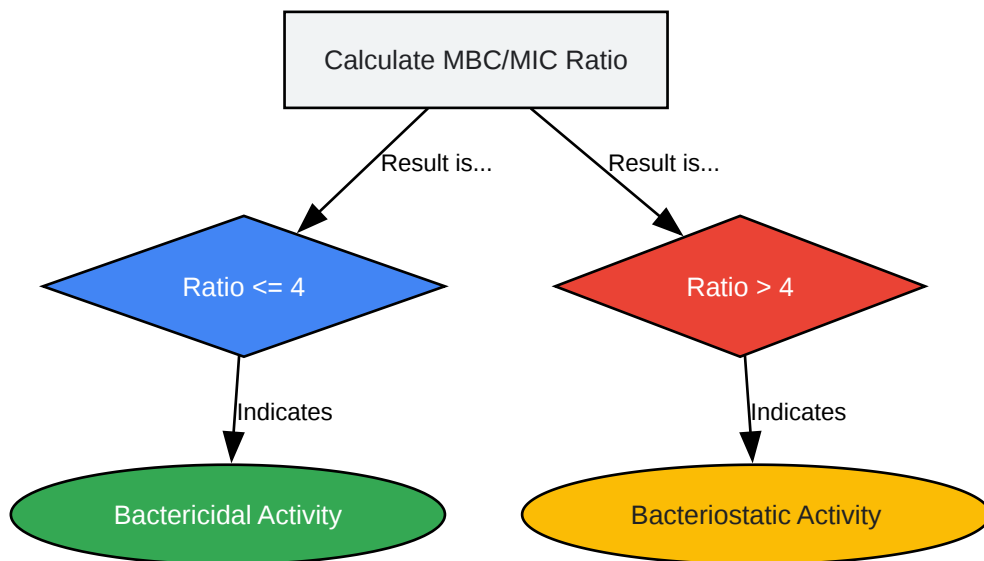 Calculate MBC/MIC Ratio
Result is...
Result is...
Ratio <= 4
Ratio > 4
Indicates
Indicates
Bactericidal Activity
Bacteriostatic Activity